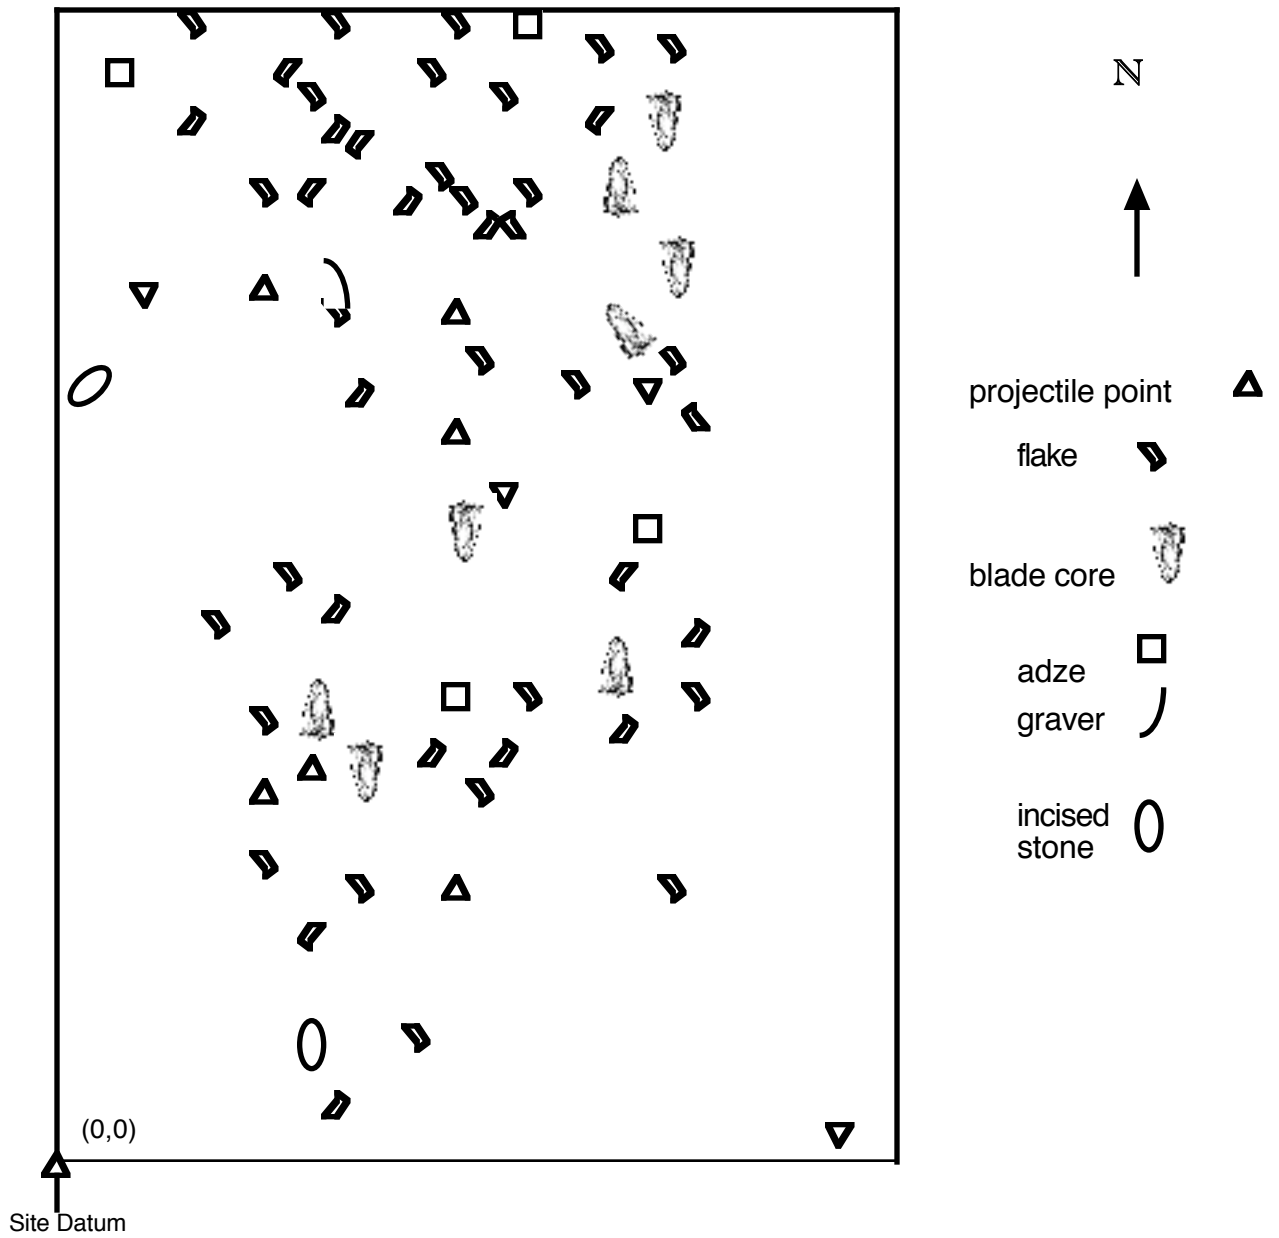 N
projectile point
flake
blade core
adze
graver
incised
stone
(0,0)
Site Datum